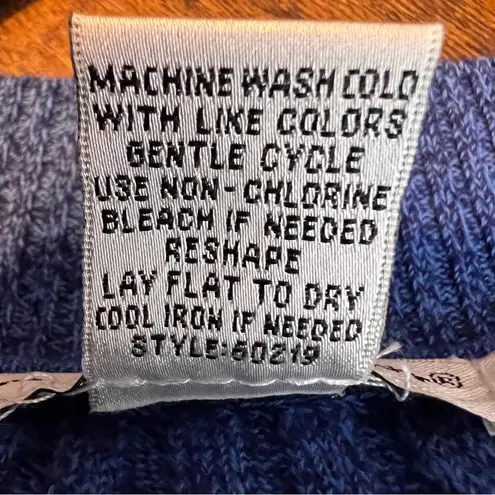 MACHINE WASH COLD
WITH LIKE COLORS
GENTLE CYCLE
USE NON-CHLORINE
BLEACH IF NEEDED
RESHAPE
LAY FLAT TO DRY
COOL IRON IF NEEDED
STYLE:60219
®